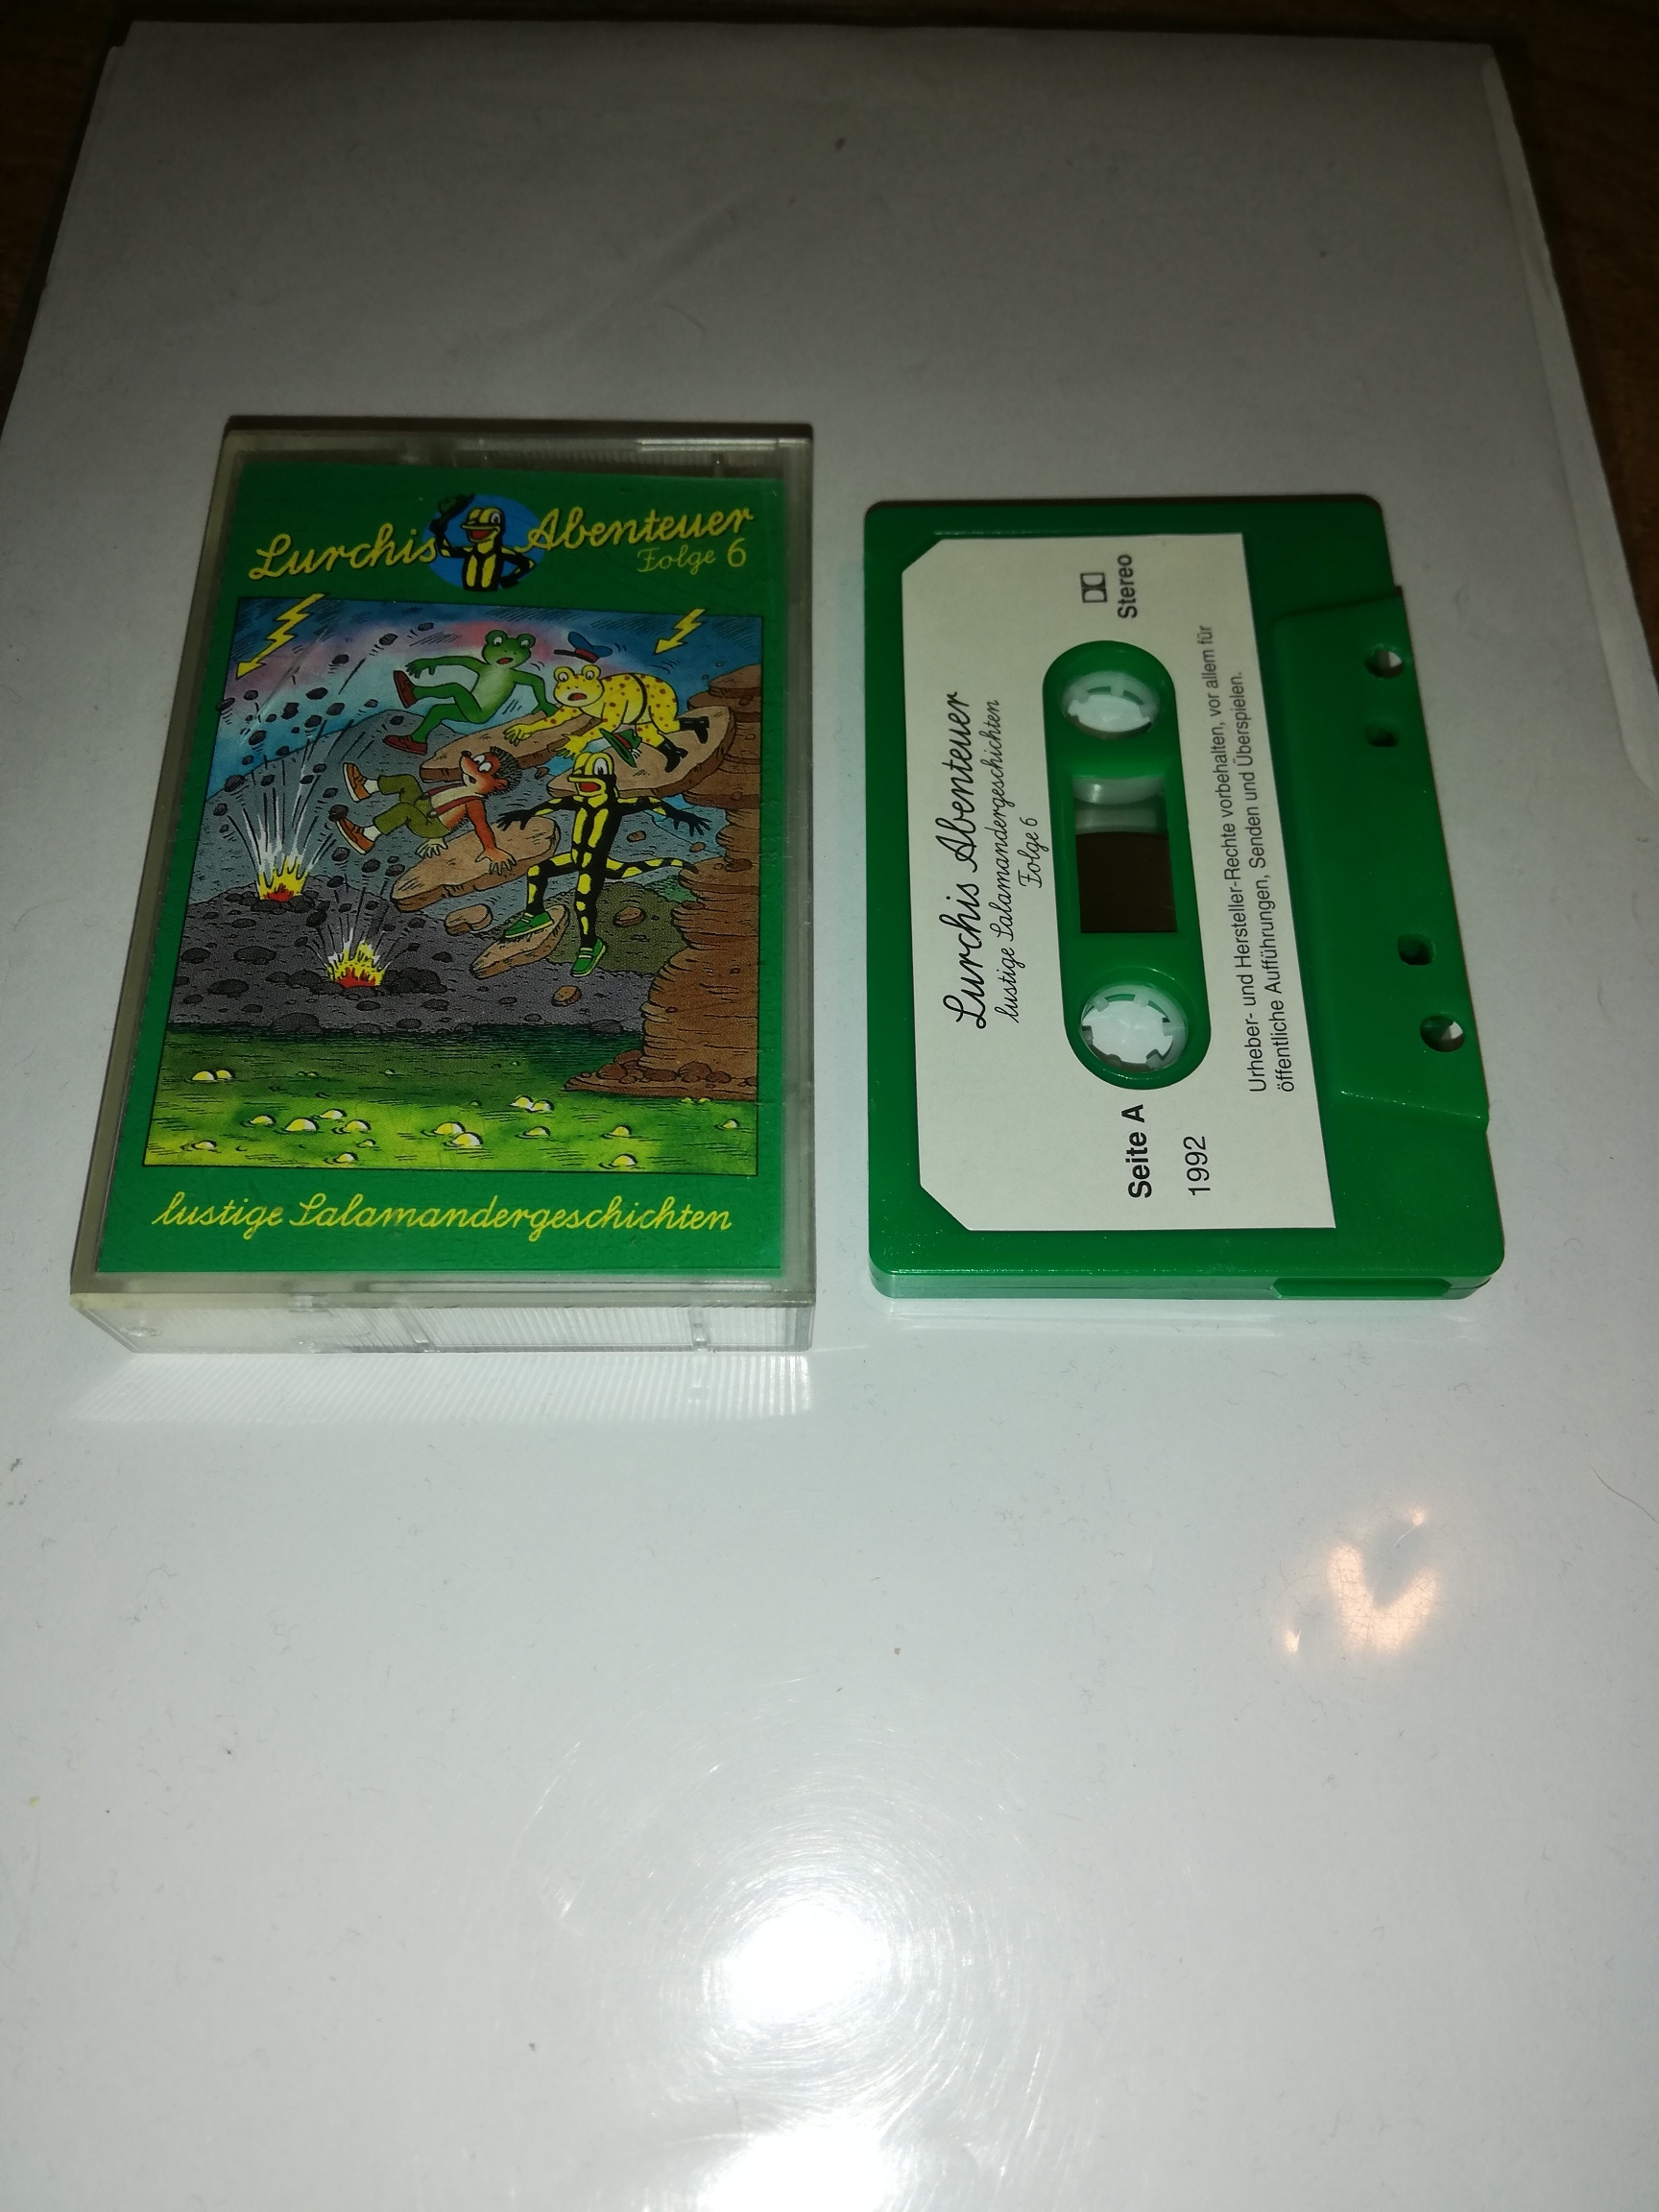 Lurchis Abenteuer
Folge 6
lustige Salamandergeschichten
Lurchis Abenteuer
lustige Salamandergeschichten
Folge 6
Seite A
1992
Stereo
Urheber- und Hersteller-Rechte vorbehalten, vor allem für
öffentliche Aufführungen, Senden und Überspielen.